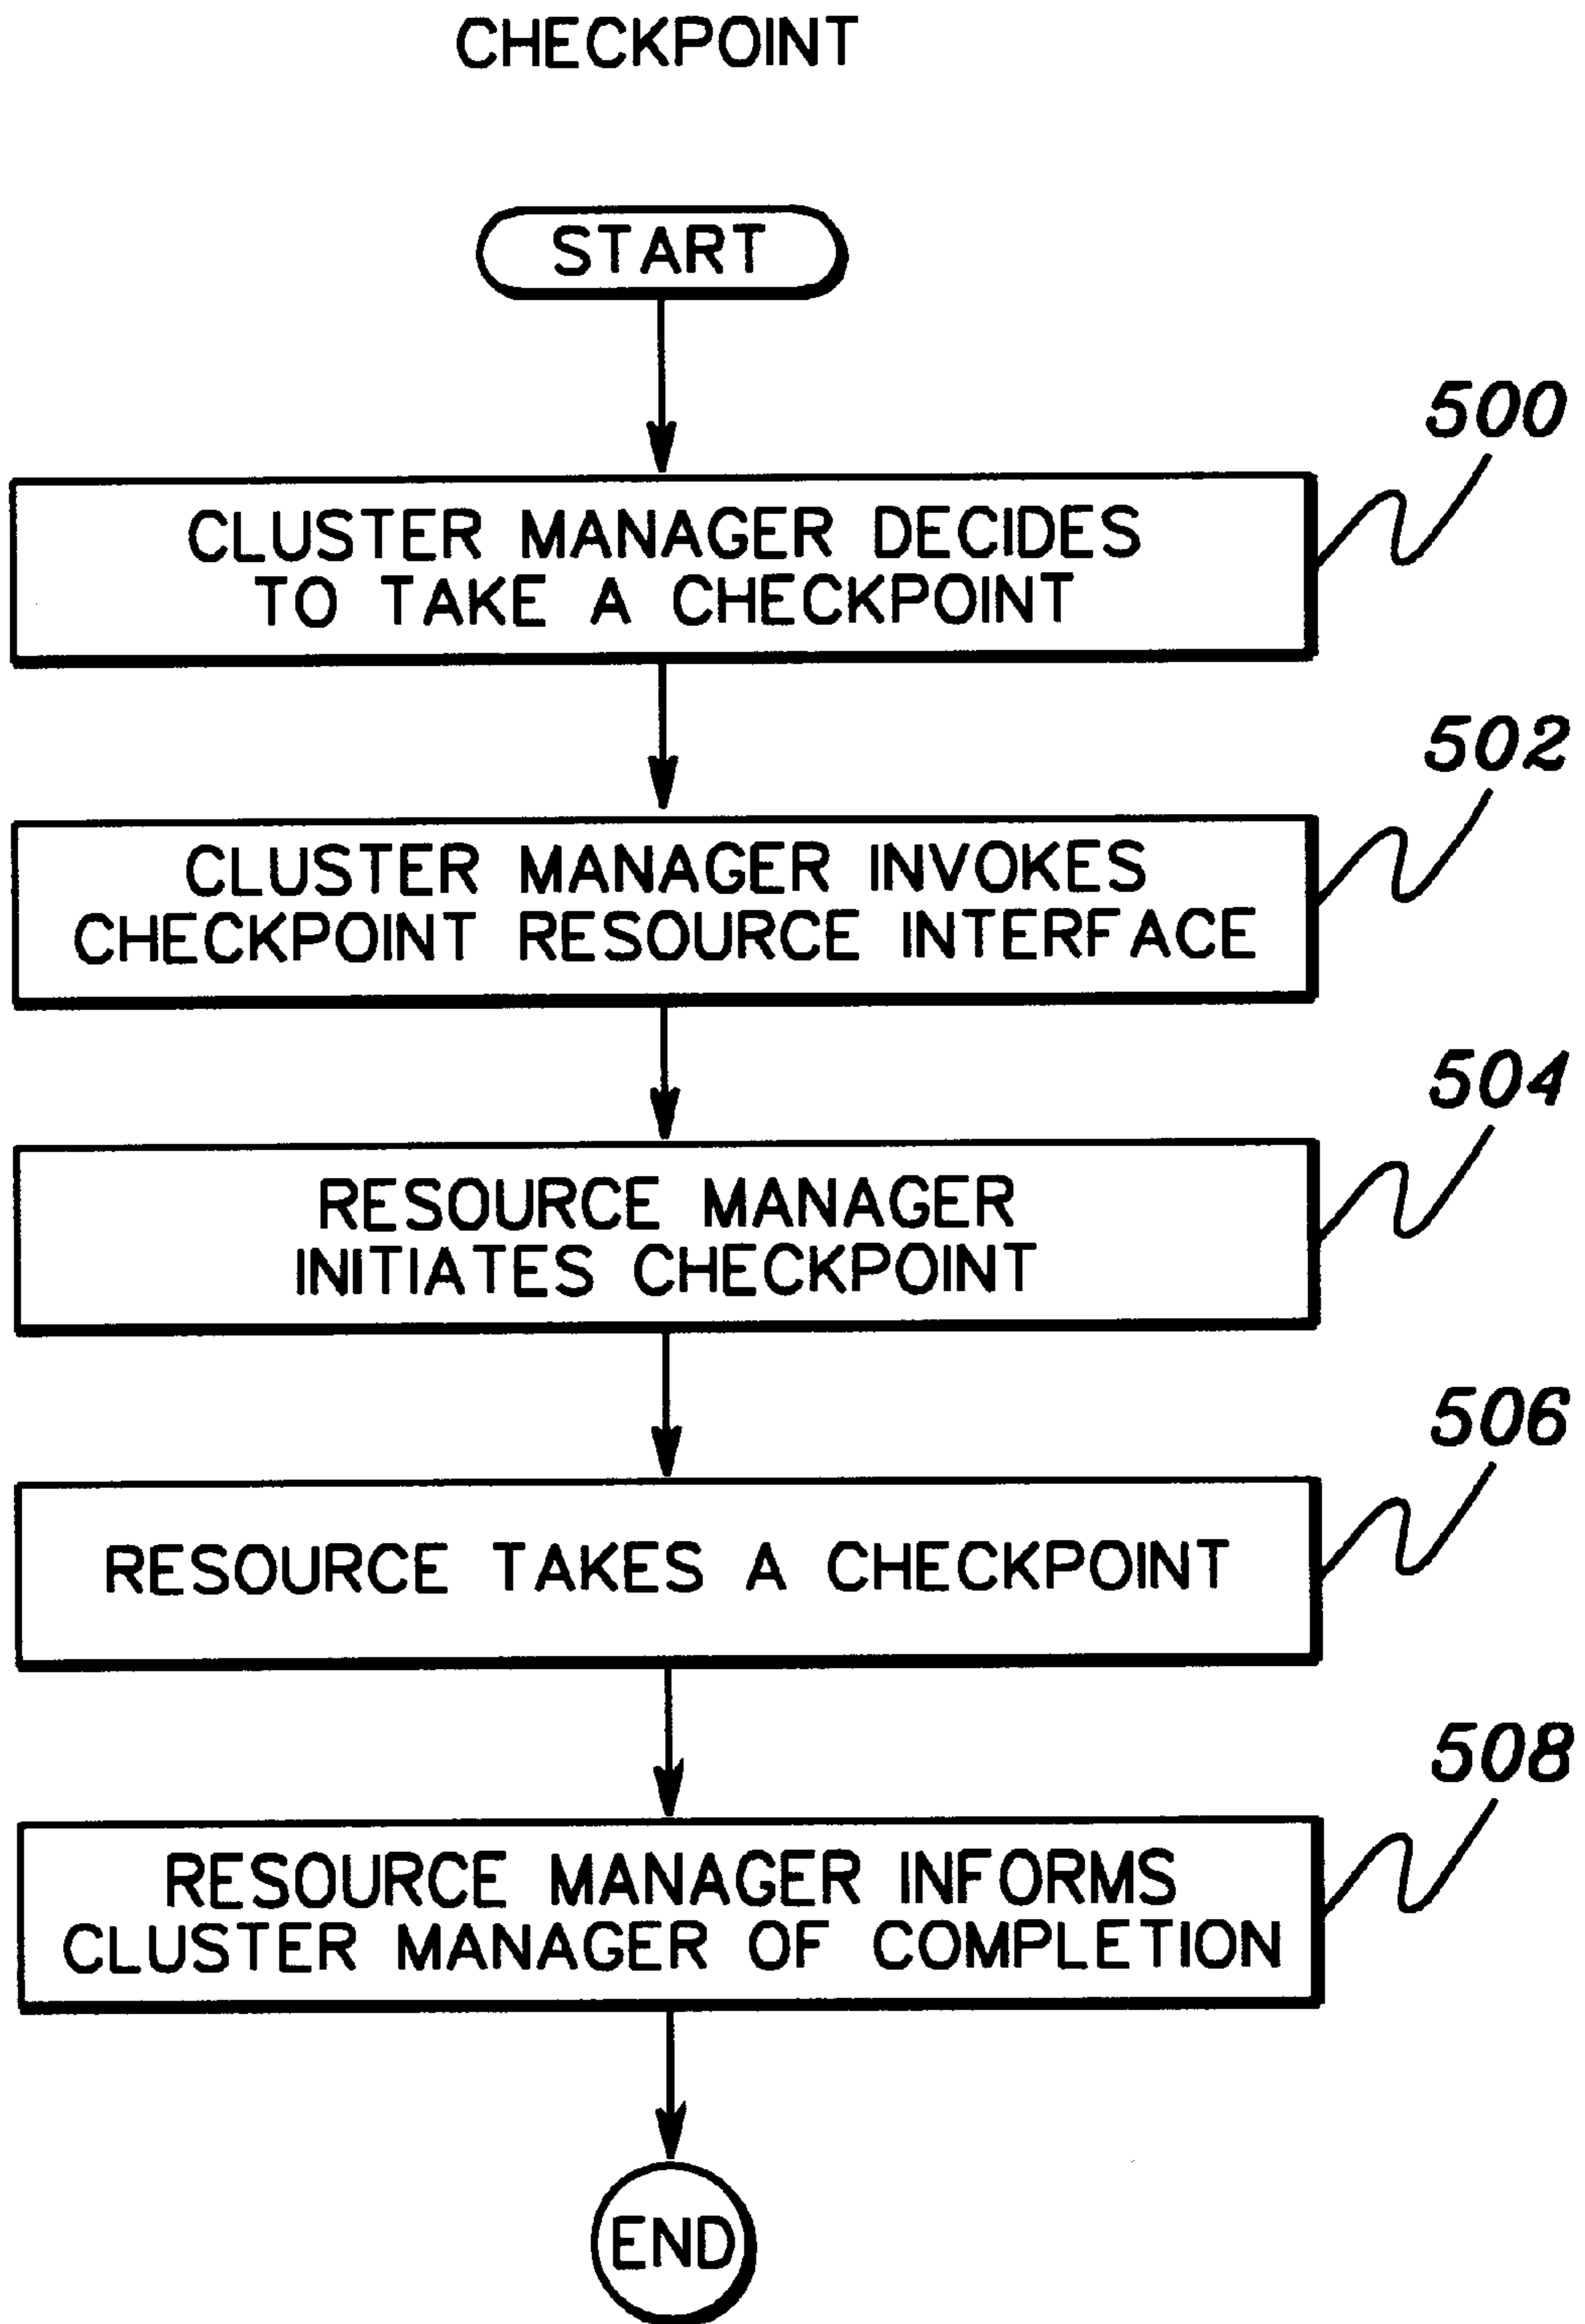 CHECKPOINT
START
500
CLUSTER MANAGER DECIDES
TO TAKE A CHECKPOINT
502
CLUSTER MANAGER INVOKES
CHECKPOINT RESOURCE INTERFACE
504
RESOURCE MANAGER
INITIATES CHECKPOINT
506
RESOURCE TAKES A CHECKPOINT
508
RESOURCE MANAGER INFORMS
CLUSTER MANAGER OF COMPLETION
END